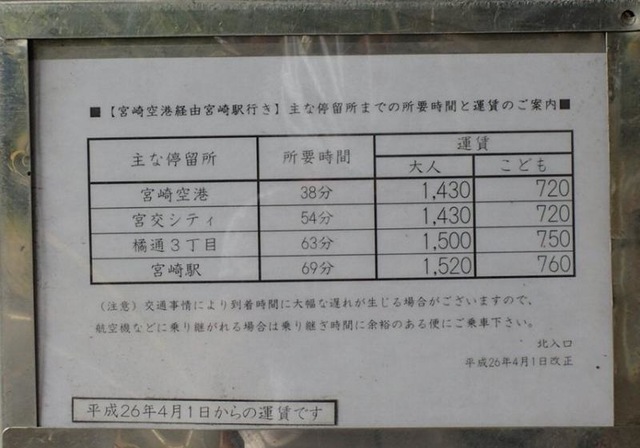 ■【宮崎空港経由宮崎駅行き】主な停留所までの所要時間と運賃のご案内■
主な停留所 所要時間 運賃
大人 こども
宮崎空港 38分 1,430 720
宮交シティ 54分 1,430 720
橘通3丁目 63分 1,500 750
宮崎駅 69分 1,520 760
（注意）交通事情により到着時間に大幅な遅れが生じる場合がございますので、
航空機などに乗り継がれる場合は乗り継ぎ時間に余裕のある便にご乗車下さい。
北入口
平成26年4月1日改正
平成26年4月1日からの運賃です